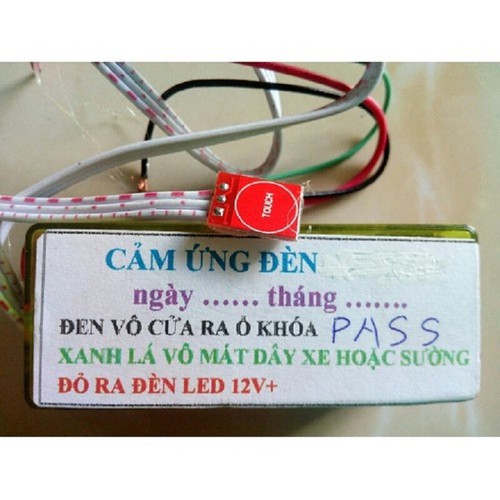 TOUCH
CẢM ỨNG ĐÈN
ngày ...... tháng .......
ĐEN VÔ CỬA RA Ổ KHÓA PASS
XANH LÁ VÔ MÁT DÂY XE HOẶC SƯỜNG
ĐỎ RA ĐÈN LED 12V+